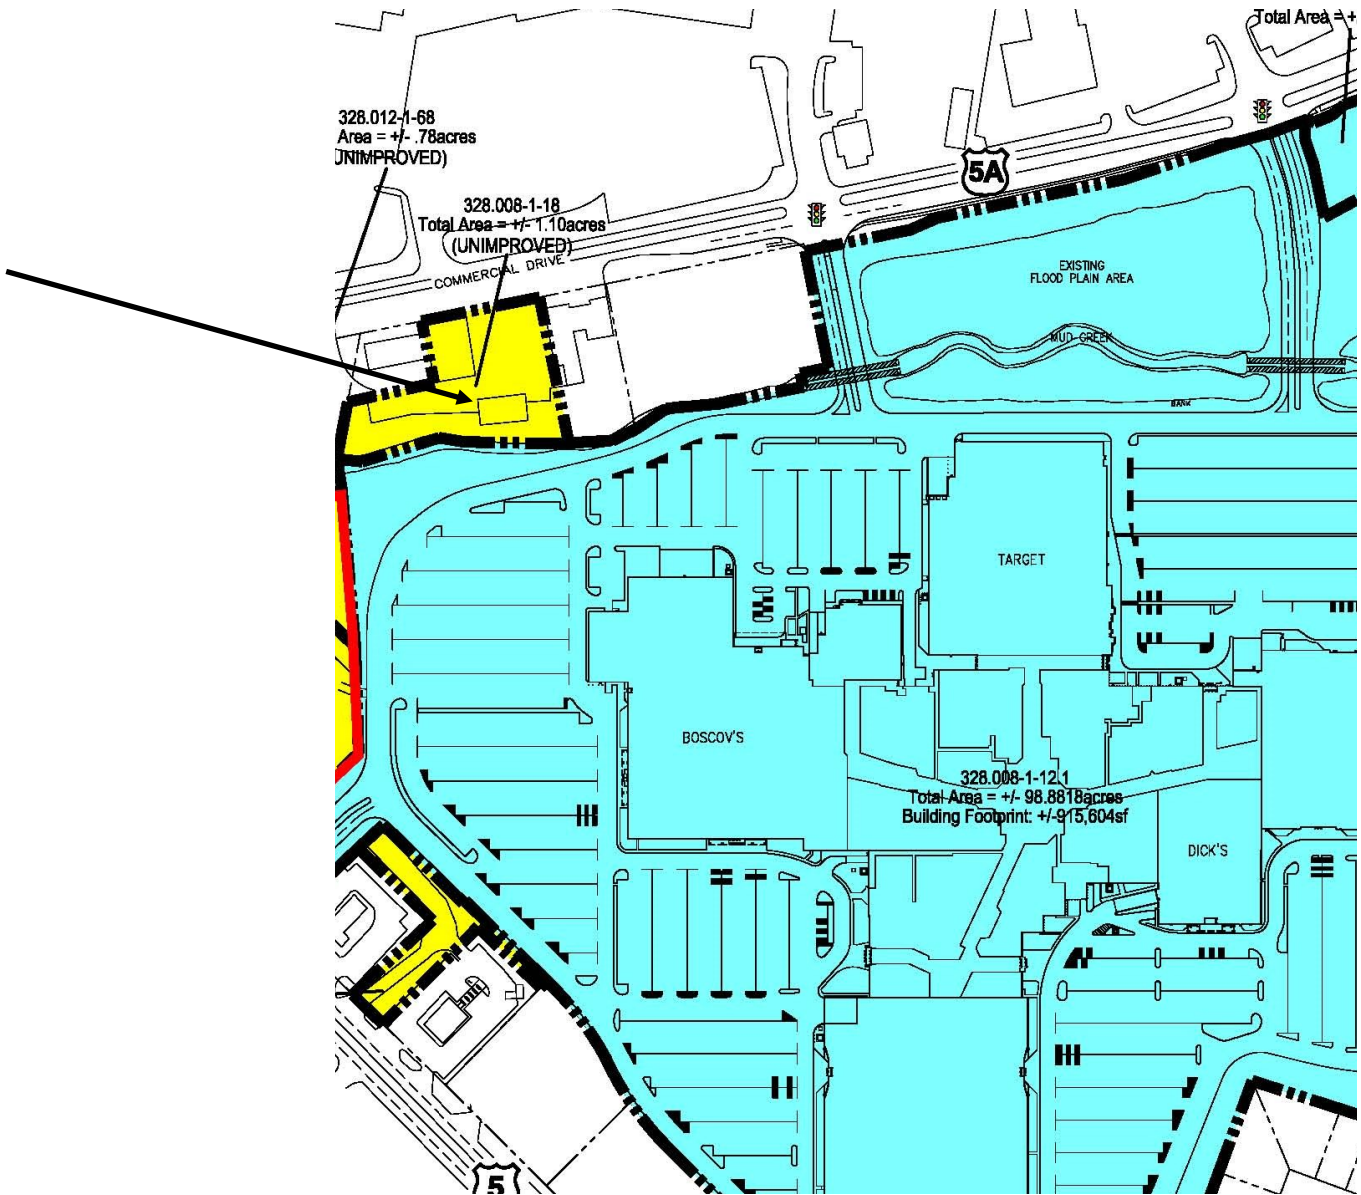 Total Area = +
328.012-1-68
Area = +/- .78acres
UNIMPROVED)
5A
328.008-1-18
Total Area = +/- 1.10acres
(UNIMPROVED)
COMMERCIAL DRIVE
EXISTING
FLOOD PLAIN AREA
MUD CREEK
BANK
TARGET
BOSCOV'S
328.008-1-12.1
Total Area = +/- 98.8818acres
Building Footprint: +/-915,604sf
DICK'S
5